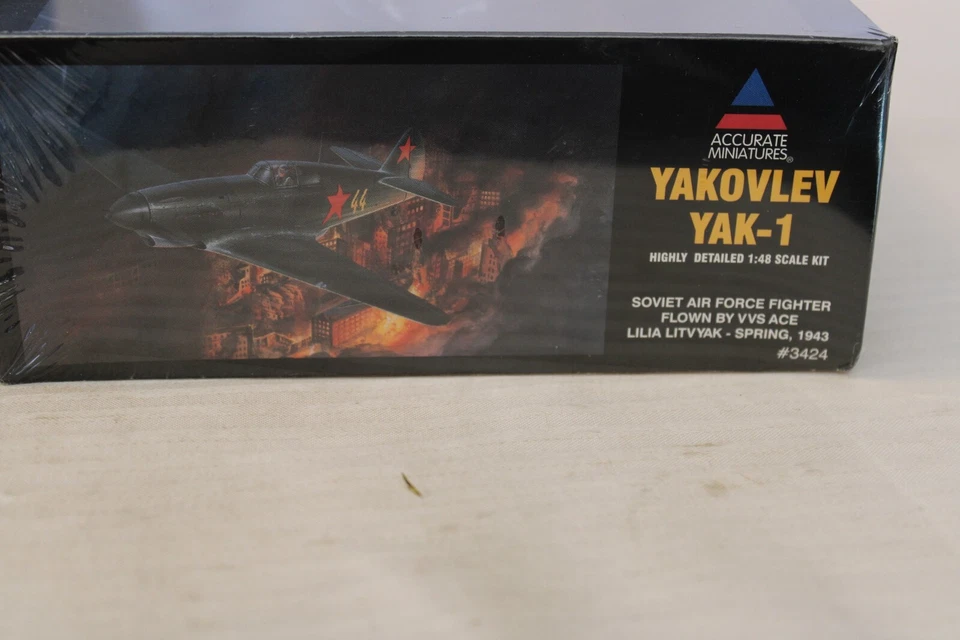 44
ACCURATE
MINIATURES®
YAKOVLEV
YAK-1
HIGHLY DETAILED 1:48 SCALE KIT
SOVIET AIR FORCE FIGHTER
FLOWN BY VVS ACE
LILIA LITVYAK - SPRING, 1943
#3424